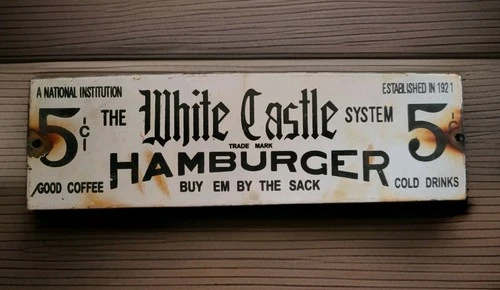 A NATIONAL INSTITUTION
ESTABLISHED IN 1921
5¢
THE White Castle SYSTEM
5¢
TRADE MARK
HAMBURGER
GOOD COFFEE
BUY EM BY THE SACK
COLD DRINKS